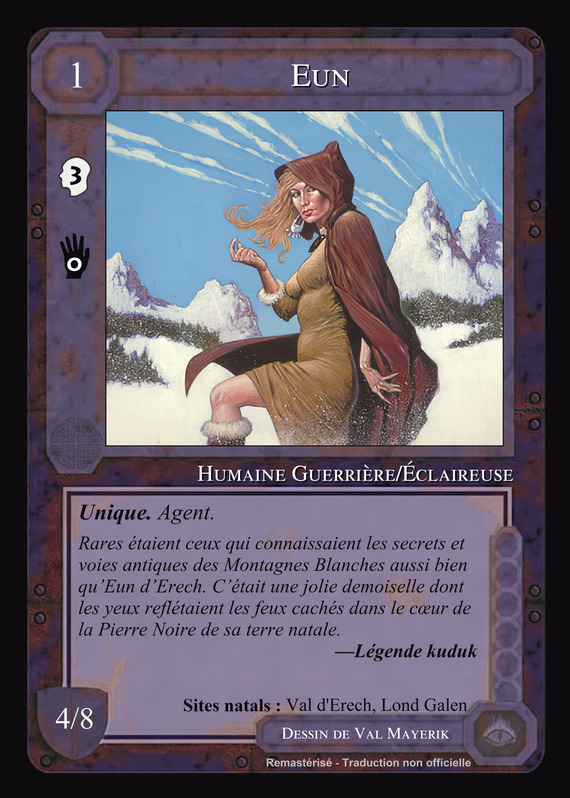 1
Eun
3
0
Humaine Guerrière/Éclaireuse
Unique. Agent.
Rares étaient ceux qui connaissaient les secrets et
voies antiques des Montagnes Blanches aussi bien
qu'Eun d'Erech. C'était une jolie demoiselle dont
les yeux reflétaient les feux cachés dans le cœur de
la Pierre Noire de sa terre natale.
—Légende kuduk
Sites natals : Val d'Erech, Lond Galen
4/8
Dessin de Val Mayerik
Remastérisé - Traduction non officielle